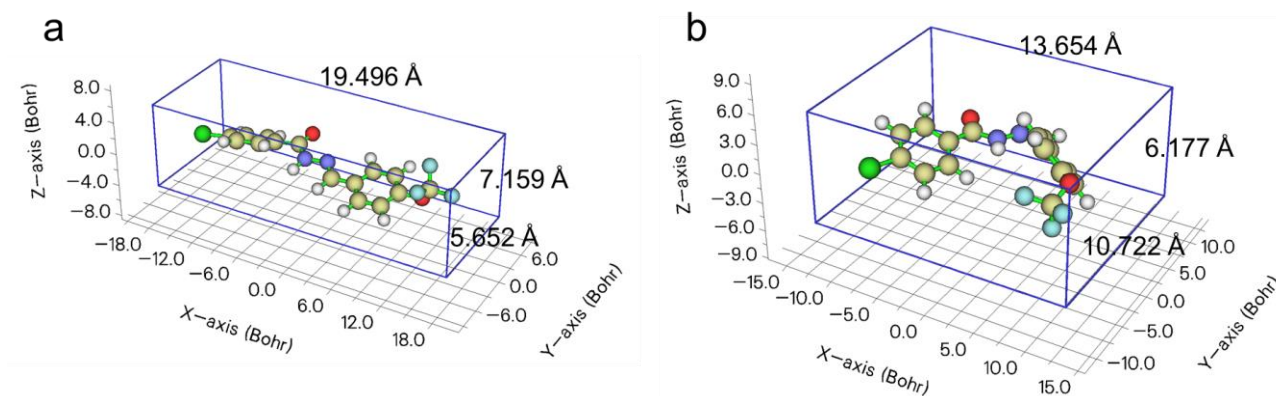 a
19.496 Å
7.159 Å
5.652 Å
Z-axis (Bohr)
8.0
4.0
0.0
−4.0
−8.0
−18.0
−12.0
−6.0
0.0
6.0
12.0
18.0
X-axis (Bohr)
6.0
0.0
−6.0
Y-axis (Bohr)
b
13.654 Å
6.177 Å
10.722 Å
Z-axis (Bohr)
9.0
6.0
3.0
0.0
−3.0
−6.0
−9.0
−15.0
−10.0
−5.0
0.0
5.0
10.0
15.0
X-axis (Bohr)
10.0
5.0
0.0
−5.0
−10.0
Y-axis (Bohr)